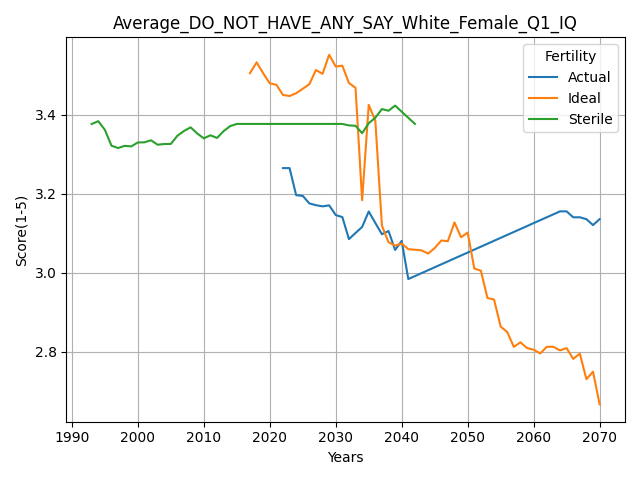 Average_DO_NOT_HAVE_ANY_SAY_White_Female_Q1_IQ
Fertility
Actual
Ideal
Sterile
Score(1-5)
3.4
3.2
3.0
2.8
1990 2000 2010 2020 2030 2040 2050 2060 2070
Years